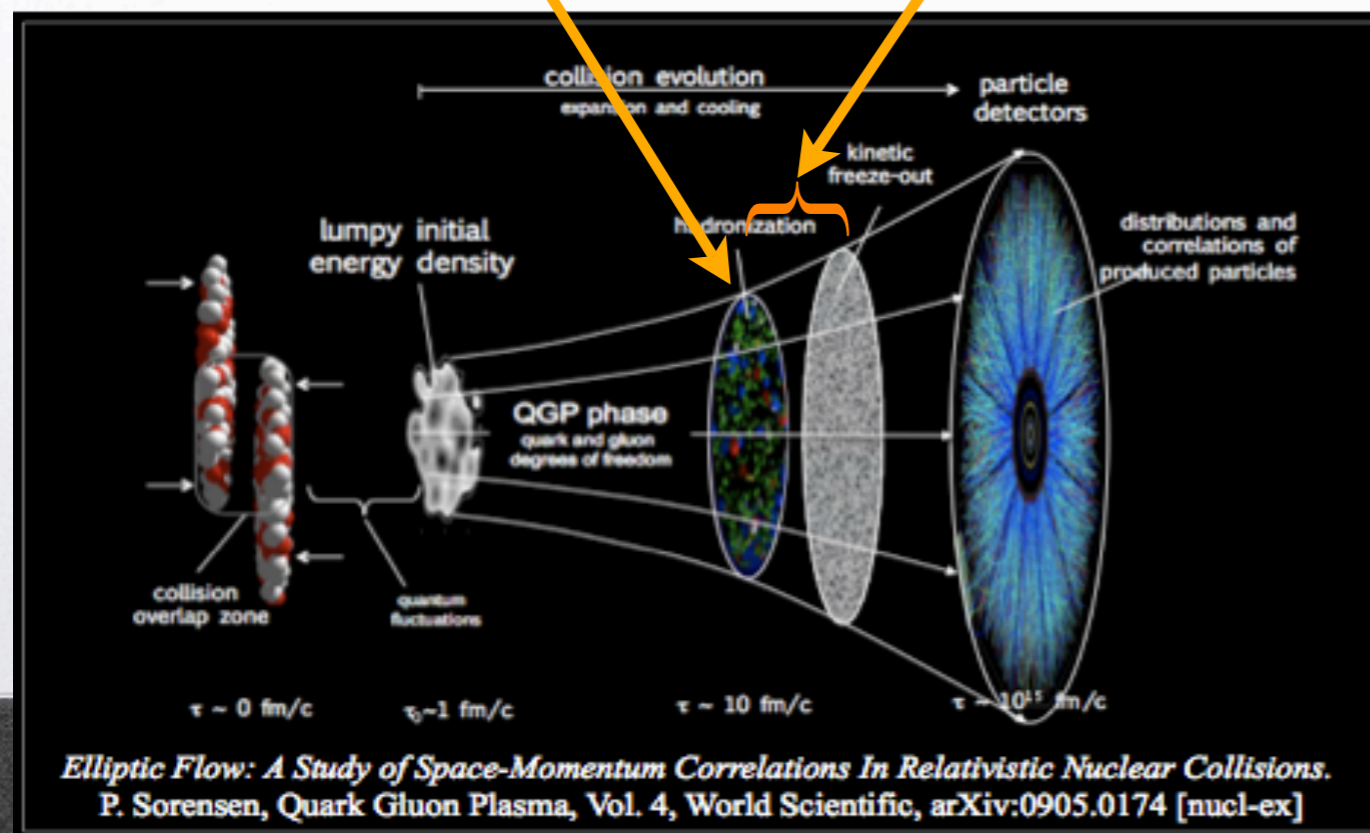 collision evolution
expansion and cooling
particle
detectors
kinetic
freeze-out
lumpy initial
energy density
hadronization
distributions and
correlations of
produced particles
QGP phase
quark and gluon
degrees of freedom
collision
overlap zone
quantum
fluctuations
τ ~ 0 fm/c
τ₀~1 fm/c
τ ~ 10 fm/c
τ ~ 10¹⁵ fm/c
Elliptic Flow: A Study of Space-Momentum Correlations In Relativistic Nuclear Collisions.
P. Sorensen, Quark Gluon Plasma, Vol. 4, World Scientific, arXiv:0905.0174 [nucl-ex]